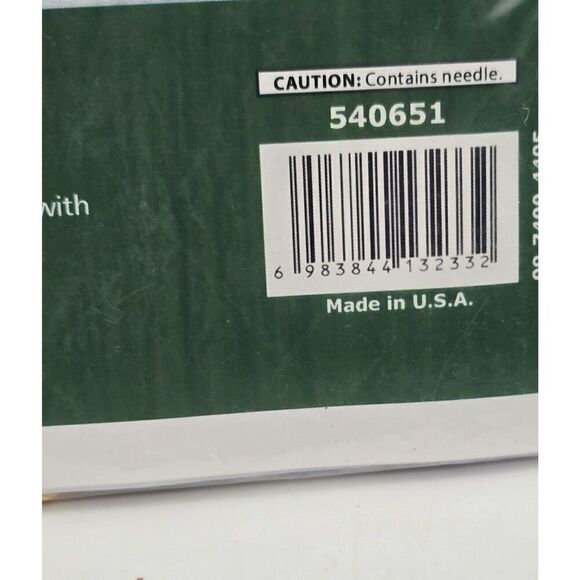 CAUTION: Contains needle.
540651
with
6 983844 132332
Made in U.S.A.